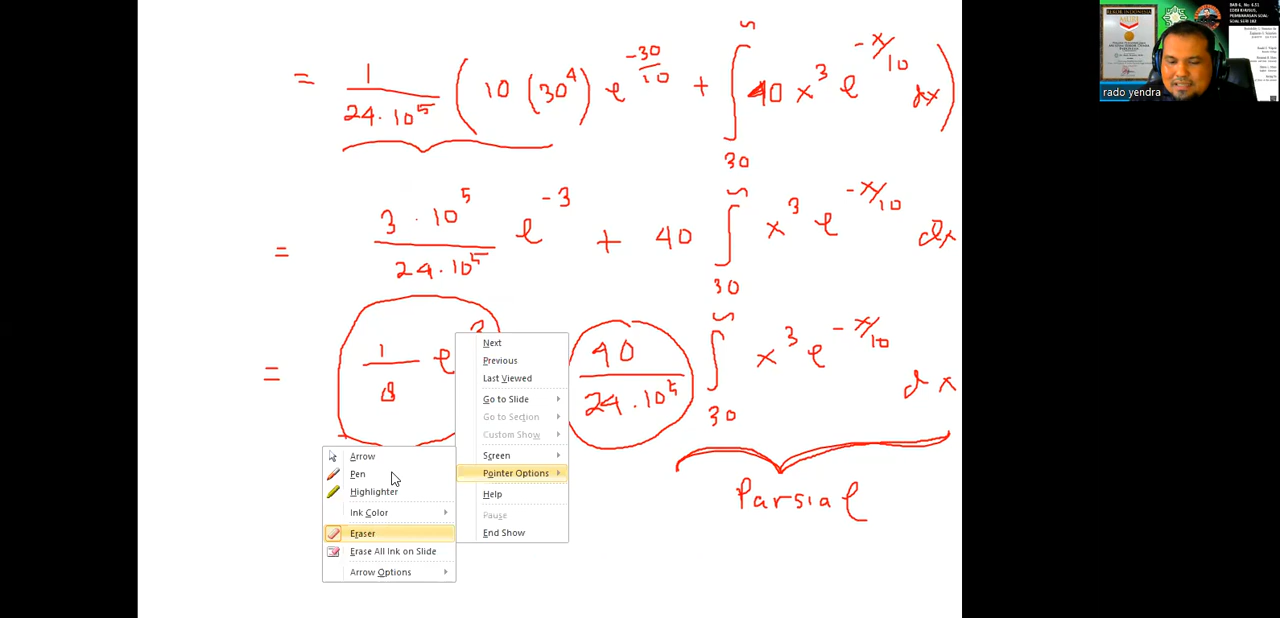 = 1/24·10^5 ( 10 (30^4) e^{-30/10} + ∫_{30}^{∞} 40 x^3 e^{-x/10} dx )
= 3·10^5/24·10^5 e^{-3} + 40 ∫_{30}^{∞} x^3 e^{-x/10} dx
= 1/8 e 40/24·10^5 ∫_{30}^{∞} x^3 e^{-x/10} dx
Parsial
Next
Previous
Last Viewed
Go to Slide
Go to Section
Custom Show
Screen
Pointer Options
Help
Pause
End Show
Arrow
Pen
Highlighter
Ink Color
Eraser
Erase All Ink on Slide
Arrow Options
MURI
rado yendra